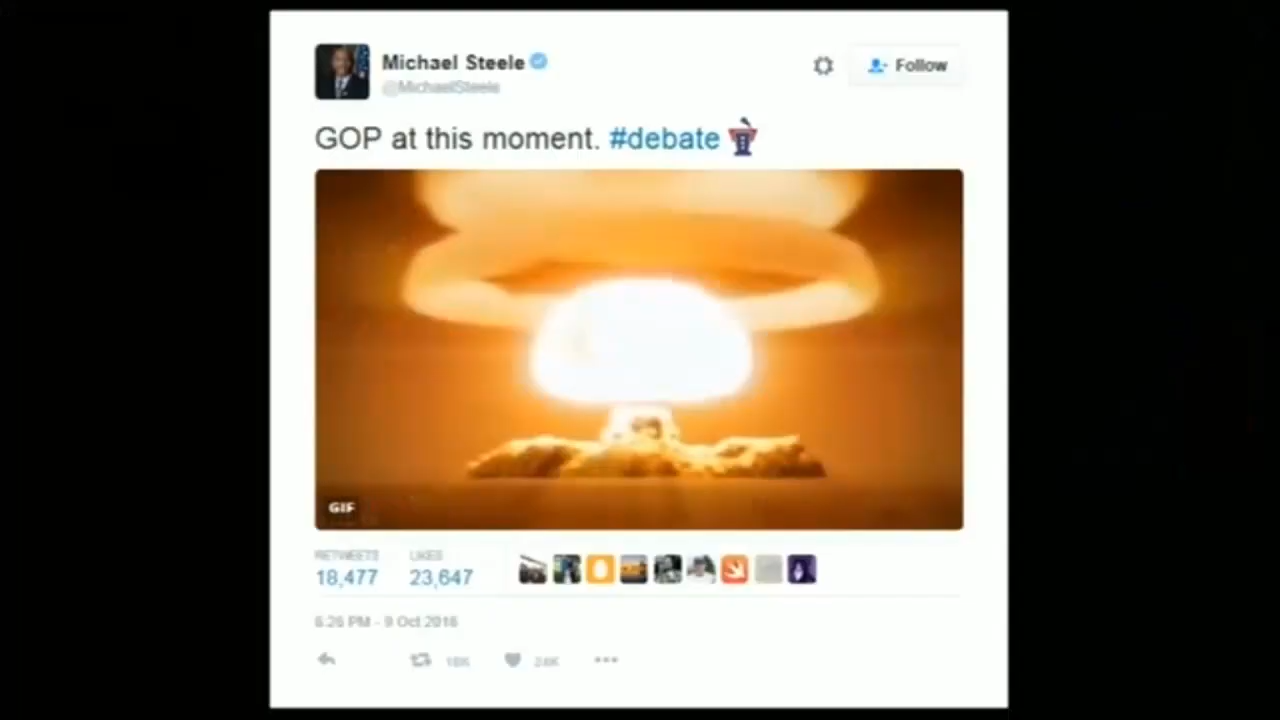 Michael Steele
@MichaelSteele
Follow
GOP at this moment. #debate
GIF
RETWEETS LIKES
18,477 23,647
6:26 PM - 9 Oct 2016
18K 24K